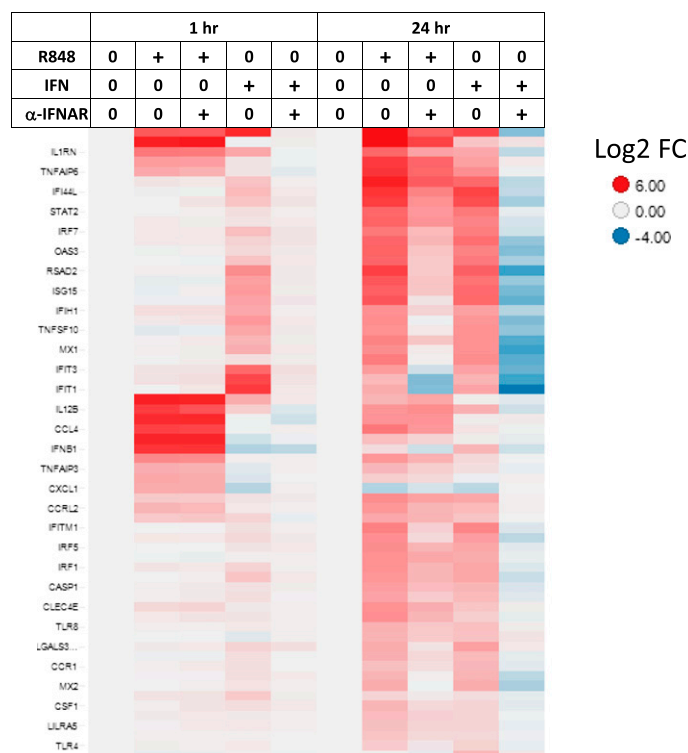 1 hr 24 hr
R848 0 + + 0 0 0 + + 0 0
IFN 0 0 0 + + 0 0 0 + +
α-IFNAR 0 0 + 0 + 0 0 + 0 +
Log2 FC
6.00
0.00
-4.00
IL1RN
TNFAIP6
IFI44L
STAT2
IRF7
OAS3
RSAD2
ISG15
IFIH1
TNFSF10
MX1
IFIT3
IFIT1
IL12B
CCL4
IFNB1
TNFAIP3
CXCL1
CCRL2
IFITM1
IRF5
IRF1
CASP1
CLEC4E
TLR8
LGALS3...
CCR1
MX2
CSF1
LILRA5
TLR4